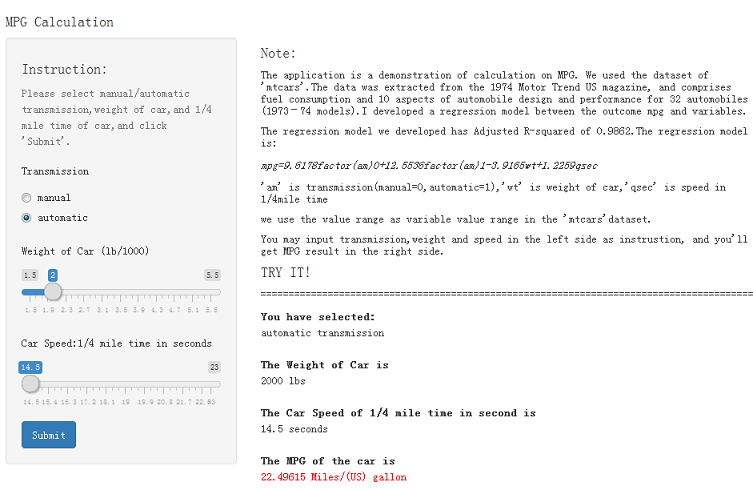 MPG Calculation
Instruction:
Please select manual/automatic
transmission,weight of car,and 1/4
mile time of car,and click
'Submit'.
Transmission
manual
automatic
Weight of Car (lb/1000)
1.5 2 5.5
1.5 1.9 2.3 2.7 3.1 3.5 3.9 4.3 4.7 5.1 5.5
Car Speed:1/4 mile time in seconds
14.5 23
14.5 15.4 16.3 17.2 18.1 19 19.9 20.8 21.7 22.6 23
Submit
Note:
The application is a demonstration of calculation on MPG. We used the dataset of
'mtcars'.The data was extracted from the 1974 Motor Trend US magazine, and comprises
fuel consumption and 10 aspects of automobile design and performance for 32 automobiles
(1973-74 models).I developed a regression model between the outcome mpg and variables.
The regression model we developed has Adjusted R-squared of 0.9862.The regression model
is:
mpg=9.6178factor(am)0+12.5536factor(am)1-3.9165wt+1.2259qsec
'am' is transmission(manual=0,automatic=1),'wt' is weight of car,'qsec' is speed in
1/4mile time
we use the value range as variable value range in the 'mtcars'dataset.
You may input transmission,weight and speed in the left side as instrustion, and you'll
get MPG result in the right side.
TRY IT!
================================================================================
You have selected:
automatic transmission
The Weight of Car is
2000 lbs
The Car Speed of 1/4 mile time in second is
14.5 seconds
The MPG of the car is
22.49615 Miles/(US) gallon